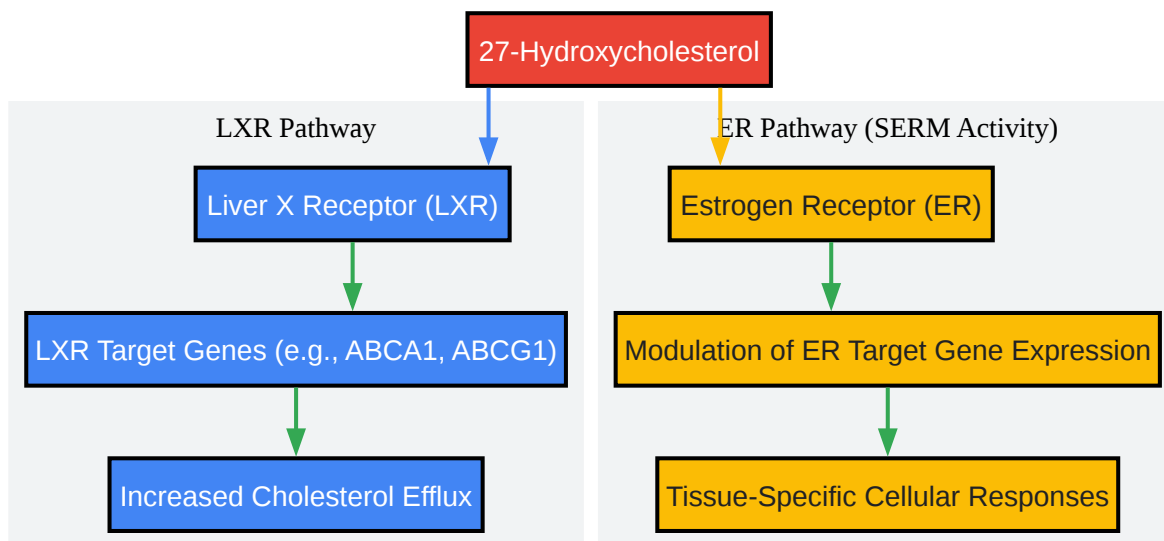 27-Hydroxycholesterol
LXR Pathway
Liver X Receptor (LXR)
LXR Target Genes (e.g., ABCA1, ABCG1)
Increased Cholesterol Efflux
ER Pathway (SERM Activity)
Estrogen Receptor (ER)
Modulation of ER Target Gene Expression
Tissue-Specific Cellular Responses